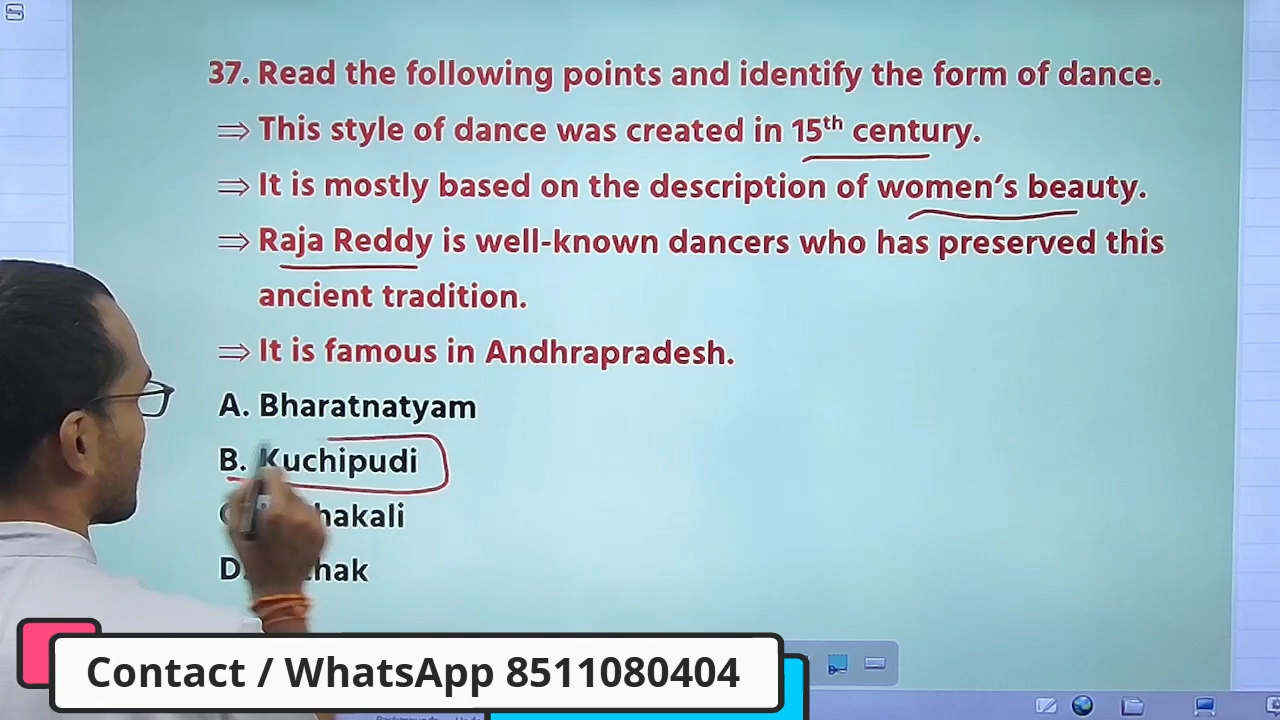 37. Read the following points and identify the form of dance.
⇒ This style of dance was created in 15th century.
⇒ It is mostly based on the description of women's beauty.
⇒ Raja Reddy is well-known dancers who has preserved this
ancient tradition.
⇒ It is famous in Andhrapradesh.
A. Bharatnatyam
B. Kuchipudi
hakali
D. hak
Contact / WhatsApp 8511080404